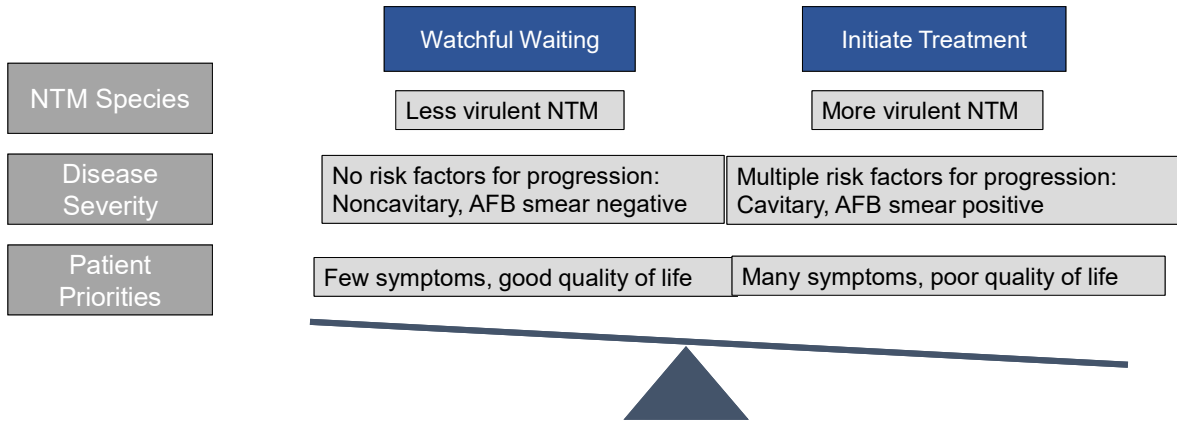 Watchful Waiting
Initiate Treatment
NTM Species
Less virulent NTM
More virulent NTM
Disease
Severity
No risk factors for progression:
Noncavitary, AFB smear negative
Multiple risk factors for progression:
Cavitary, AFB smear positive
Patient
Priorities
Few symptoms, good quality of life
Many symptoms, poor quality of life